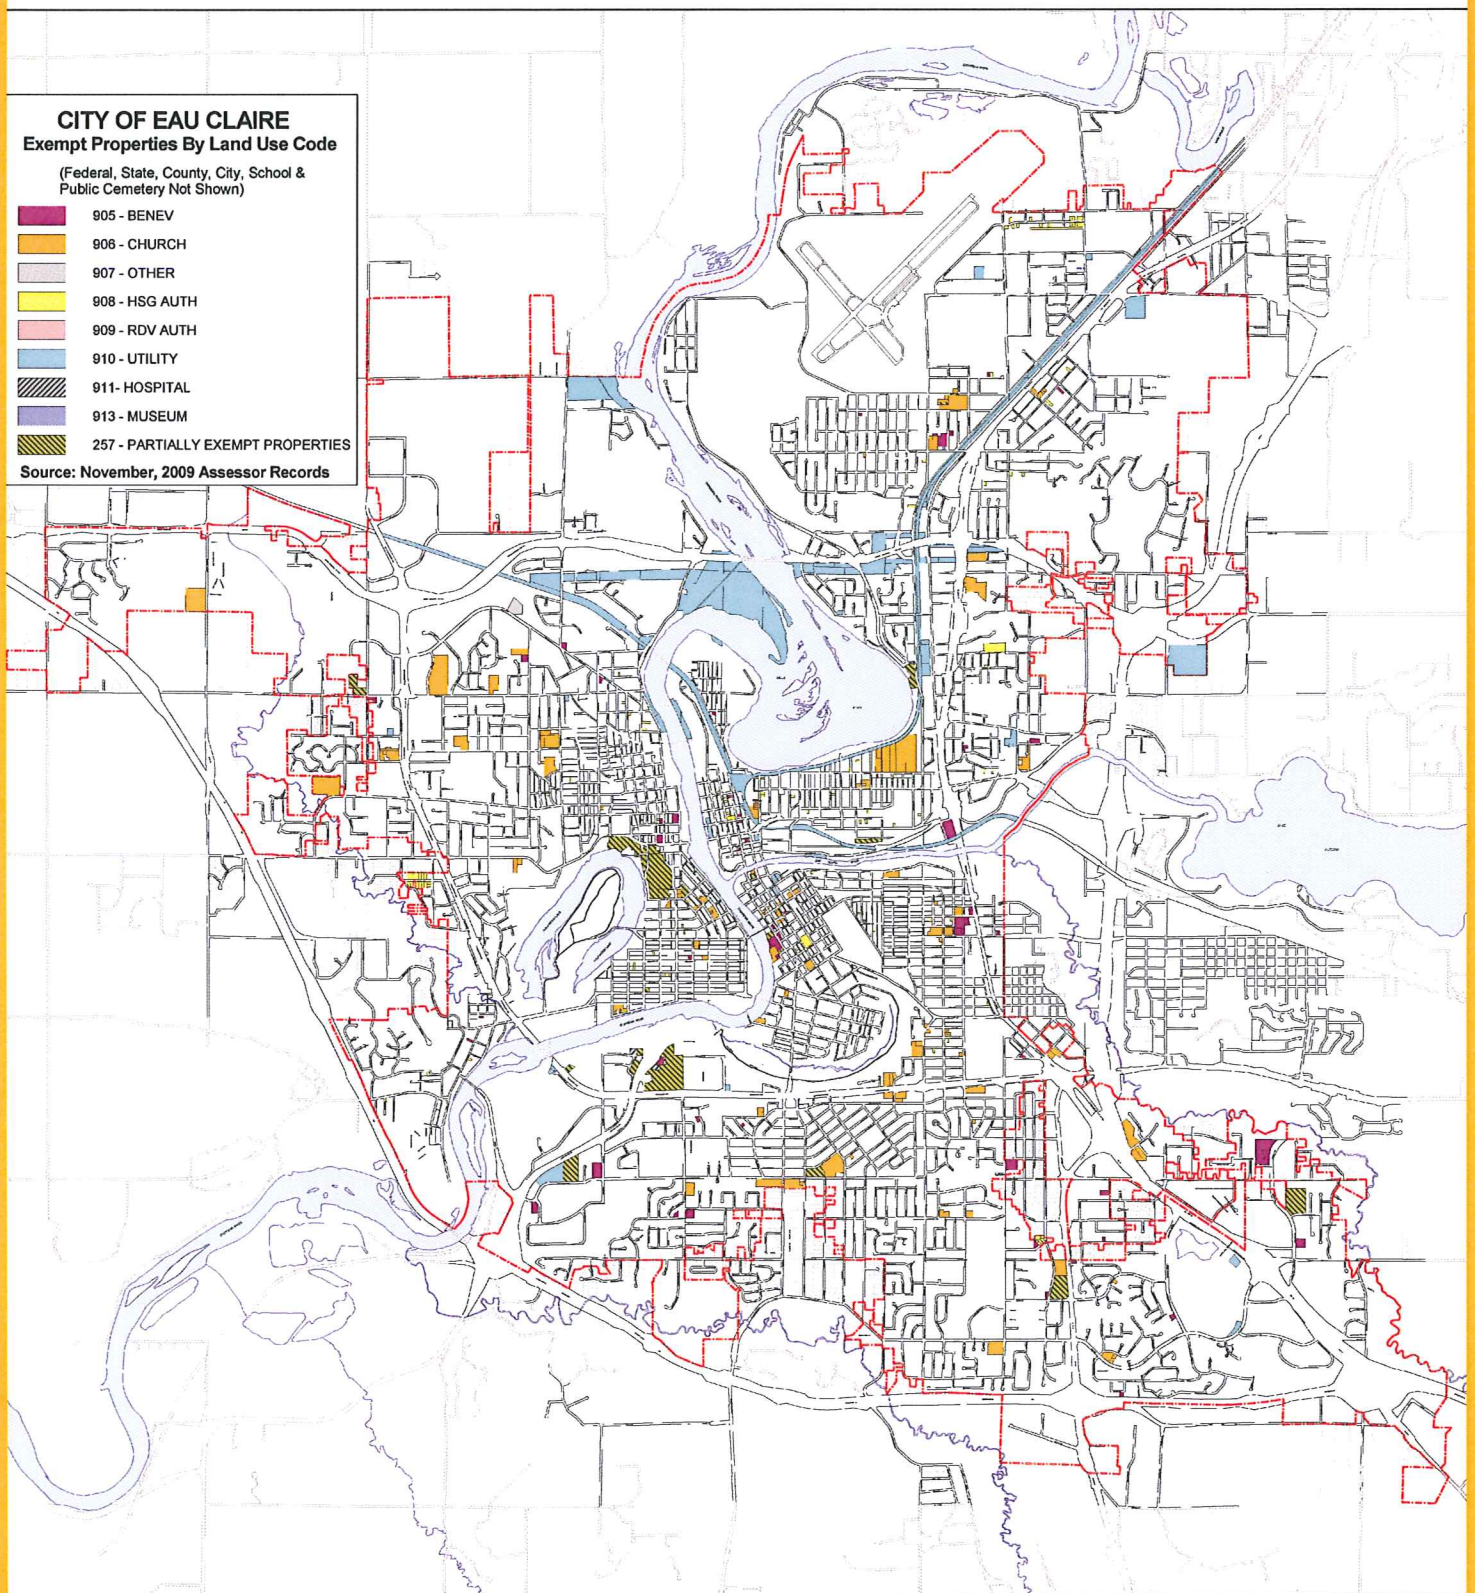 CITY OF EAU CLAIRE
Exempt Properties By Land Use Code
(Federal, State, County, City, School &
Public Cemetery Not Shown)
905 - BENEV
906 - CHURCH
907 - OTHER
908 - HSG AUTH
909 - RDV AUTH
910 - UTILITY
911- HOSPITAL
913 - MUSEUM
257 - PARTIALLY EXEMPT PROPERTIES
Source: November, 2009 Assessor Records